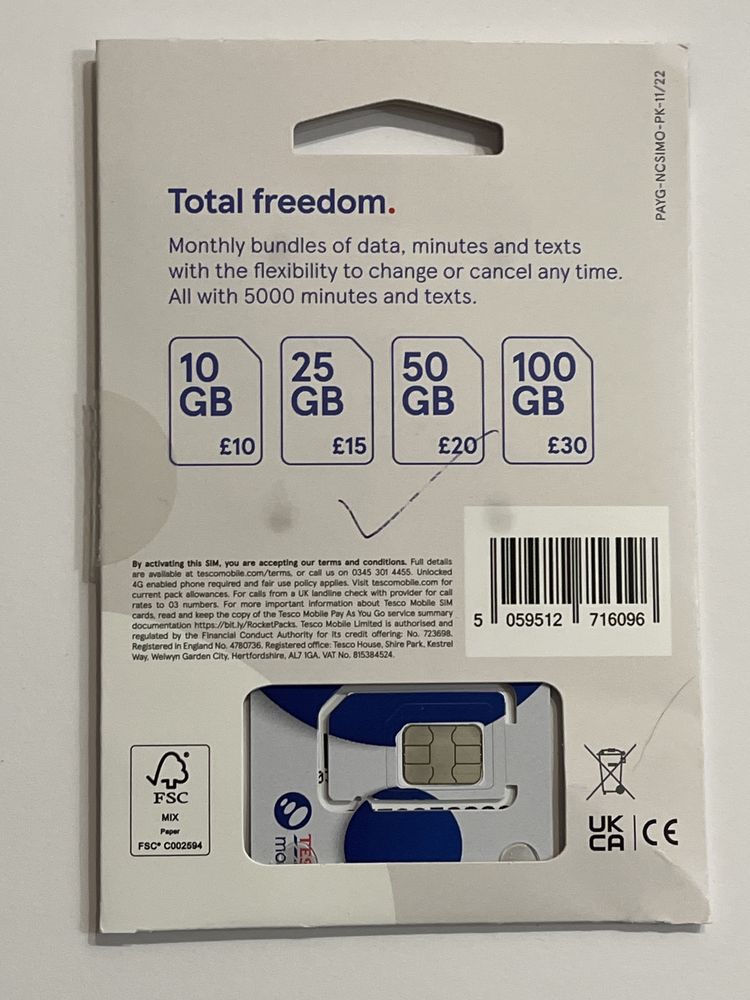 PAYG-NCSIMO-PK-11/22
Total freedom.
Monthly bundles of data, minutes and texts
with the flexibility to change or cancel any time.
All with 5000 minutes and texts.
10
GB
£10
25
GB
£15
50
GB
£20
100
GB
£30
By activating this SIM, you are accepting our terms and conditions. Full details
are available at tescomobile.com/terms, or call us on 0345 301 4455. Unlocked
4G enabled phone required and fair use policy applies. Visit tescomobile.com for
current pack allowances. For calls from a UK landline check with provider for call
rates to 03 numbers. For more important information about Tesco Mobile SIM
cards, read and keep the copy of the Tesco Mobile Pay As You Go service summary
documentation https://bit.ly/RocketPacks. Tesco Mobile Limited is authorised and
regulated by the Financial Conduct Authority for its credit offering: No. 723698.
Registered in England No. 4780736. Registered office: Tesco House, Shire Park, Kestrel
Way, Welwyn Garden City, Hertfordshire, AL7 1GA. VAT No. 815384524.
5 059512 716096
FSC
MIX
Paper
FSC® C002594
TES
mo
UK
CA
CE